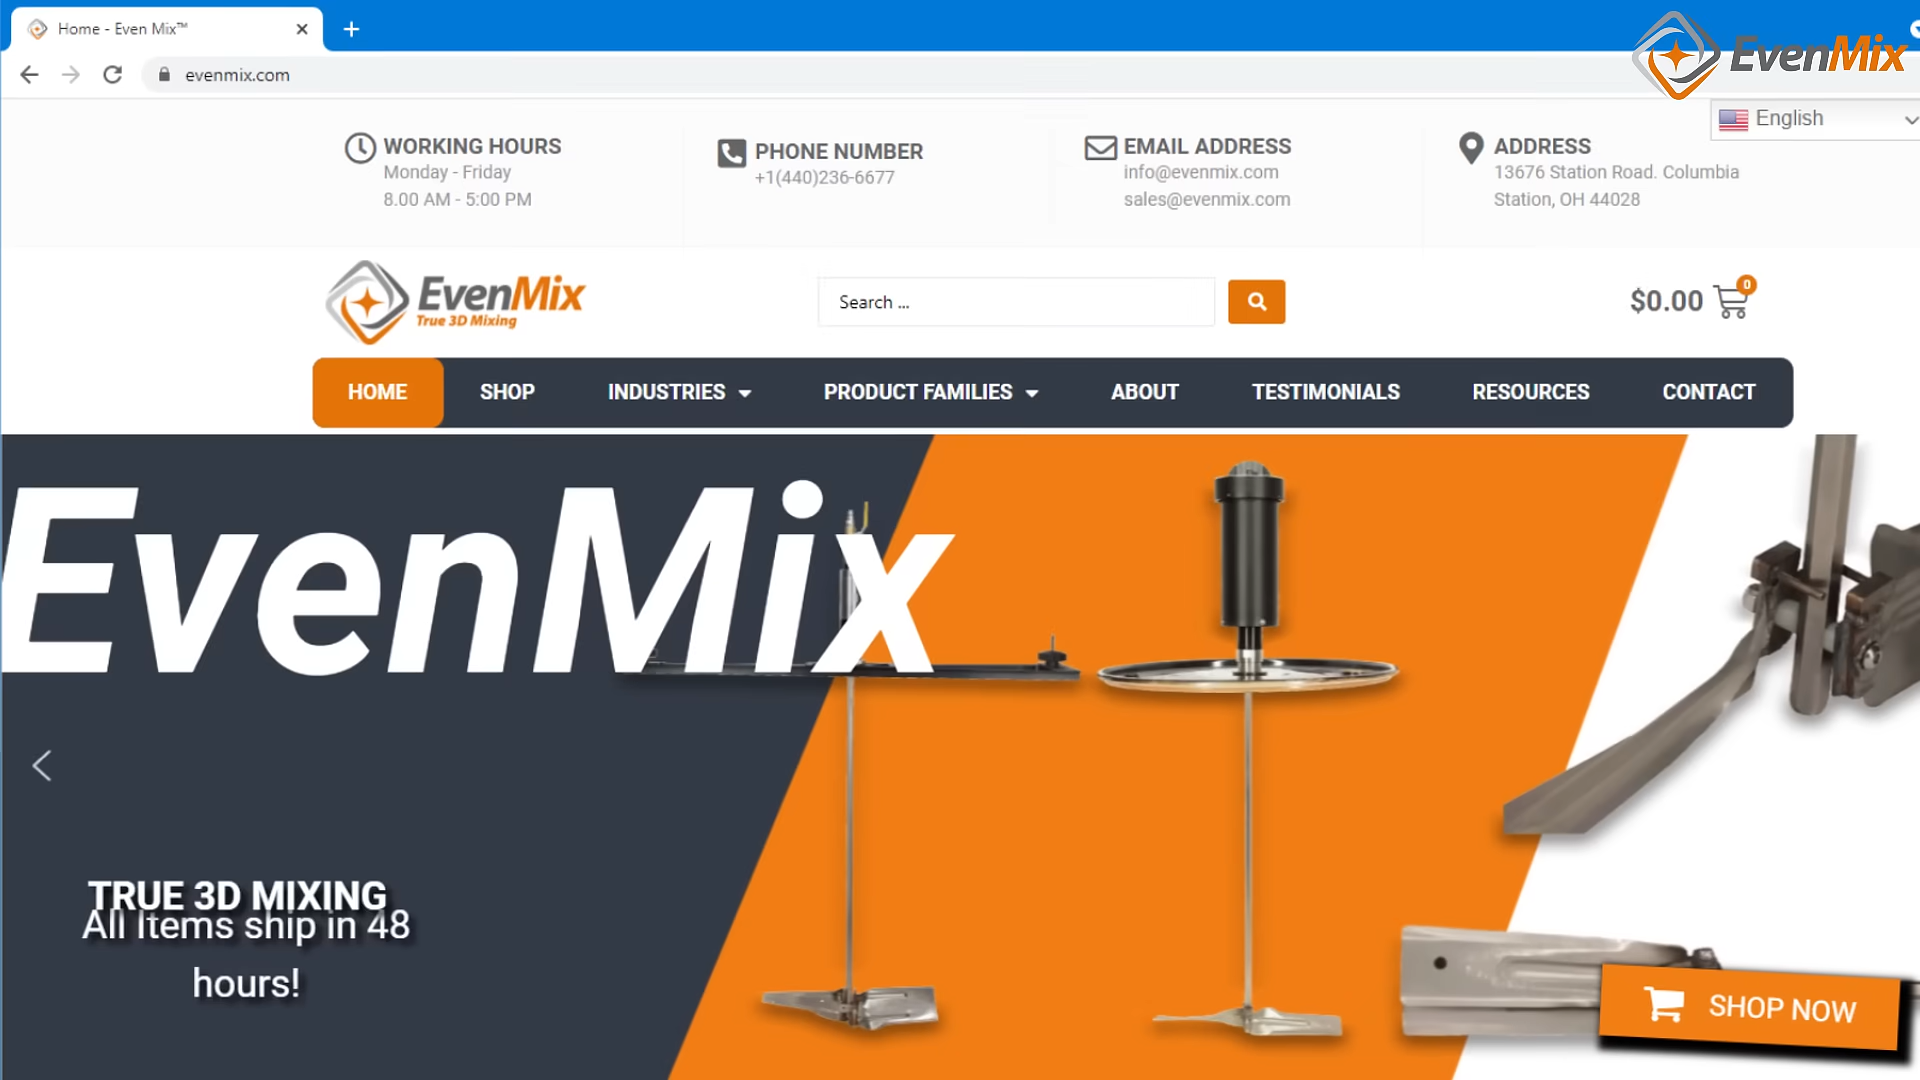 Home - Even Mix™
evenmix.com
EvenMix
English
WORKING HOURS
Monday - Friday
8.00 AM - 5:00 PM
PHONE NUMBER
+1(440)236-6677
EMAIL ADDRESS
info@evenmix.com
sales@evenmix.com
ADDRESS
13676 Station Road. Columbia
Station, OH 44028
EvenMix
True 3D Mixing
Search ...
$0.00
0
HOME SHOP INDUSTRIES PRODUCT FAMILIES ABOUT TESTIMONIALS RESOURCES CONTACT
EvenMix
TRUE 3D MIXING
All Items ship in 48
hours!
SHOP NOW